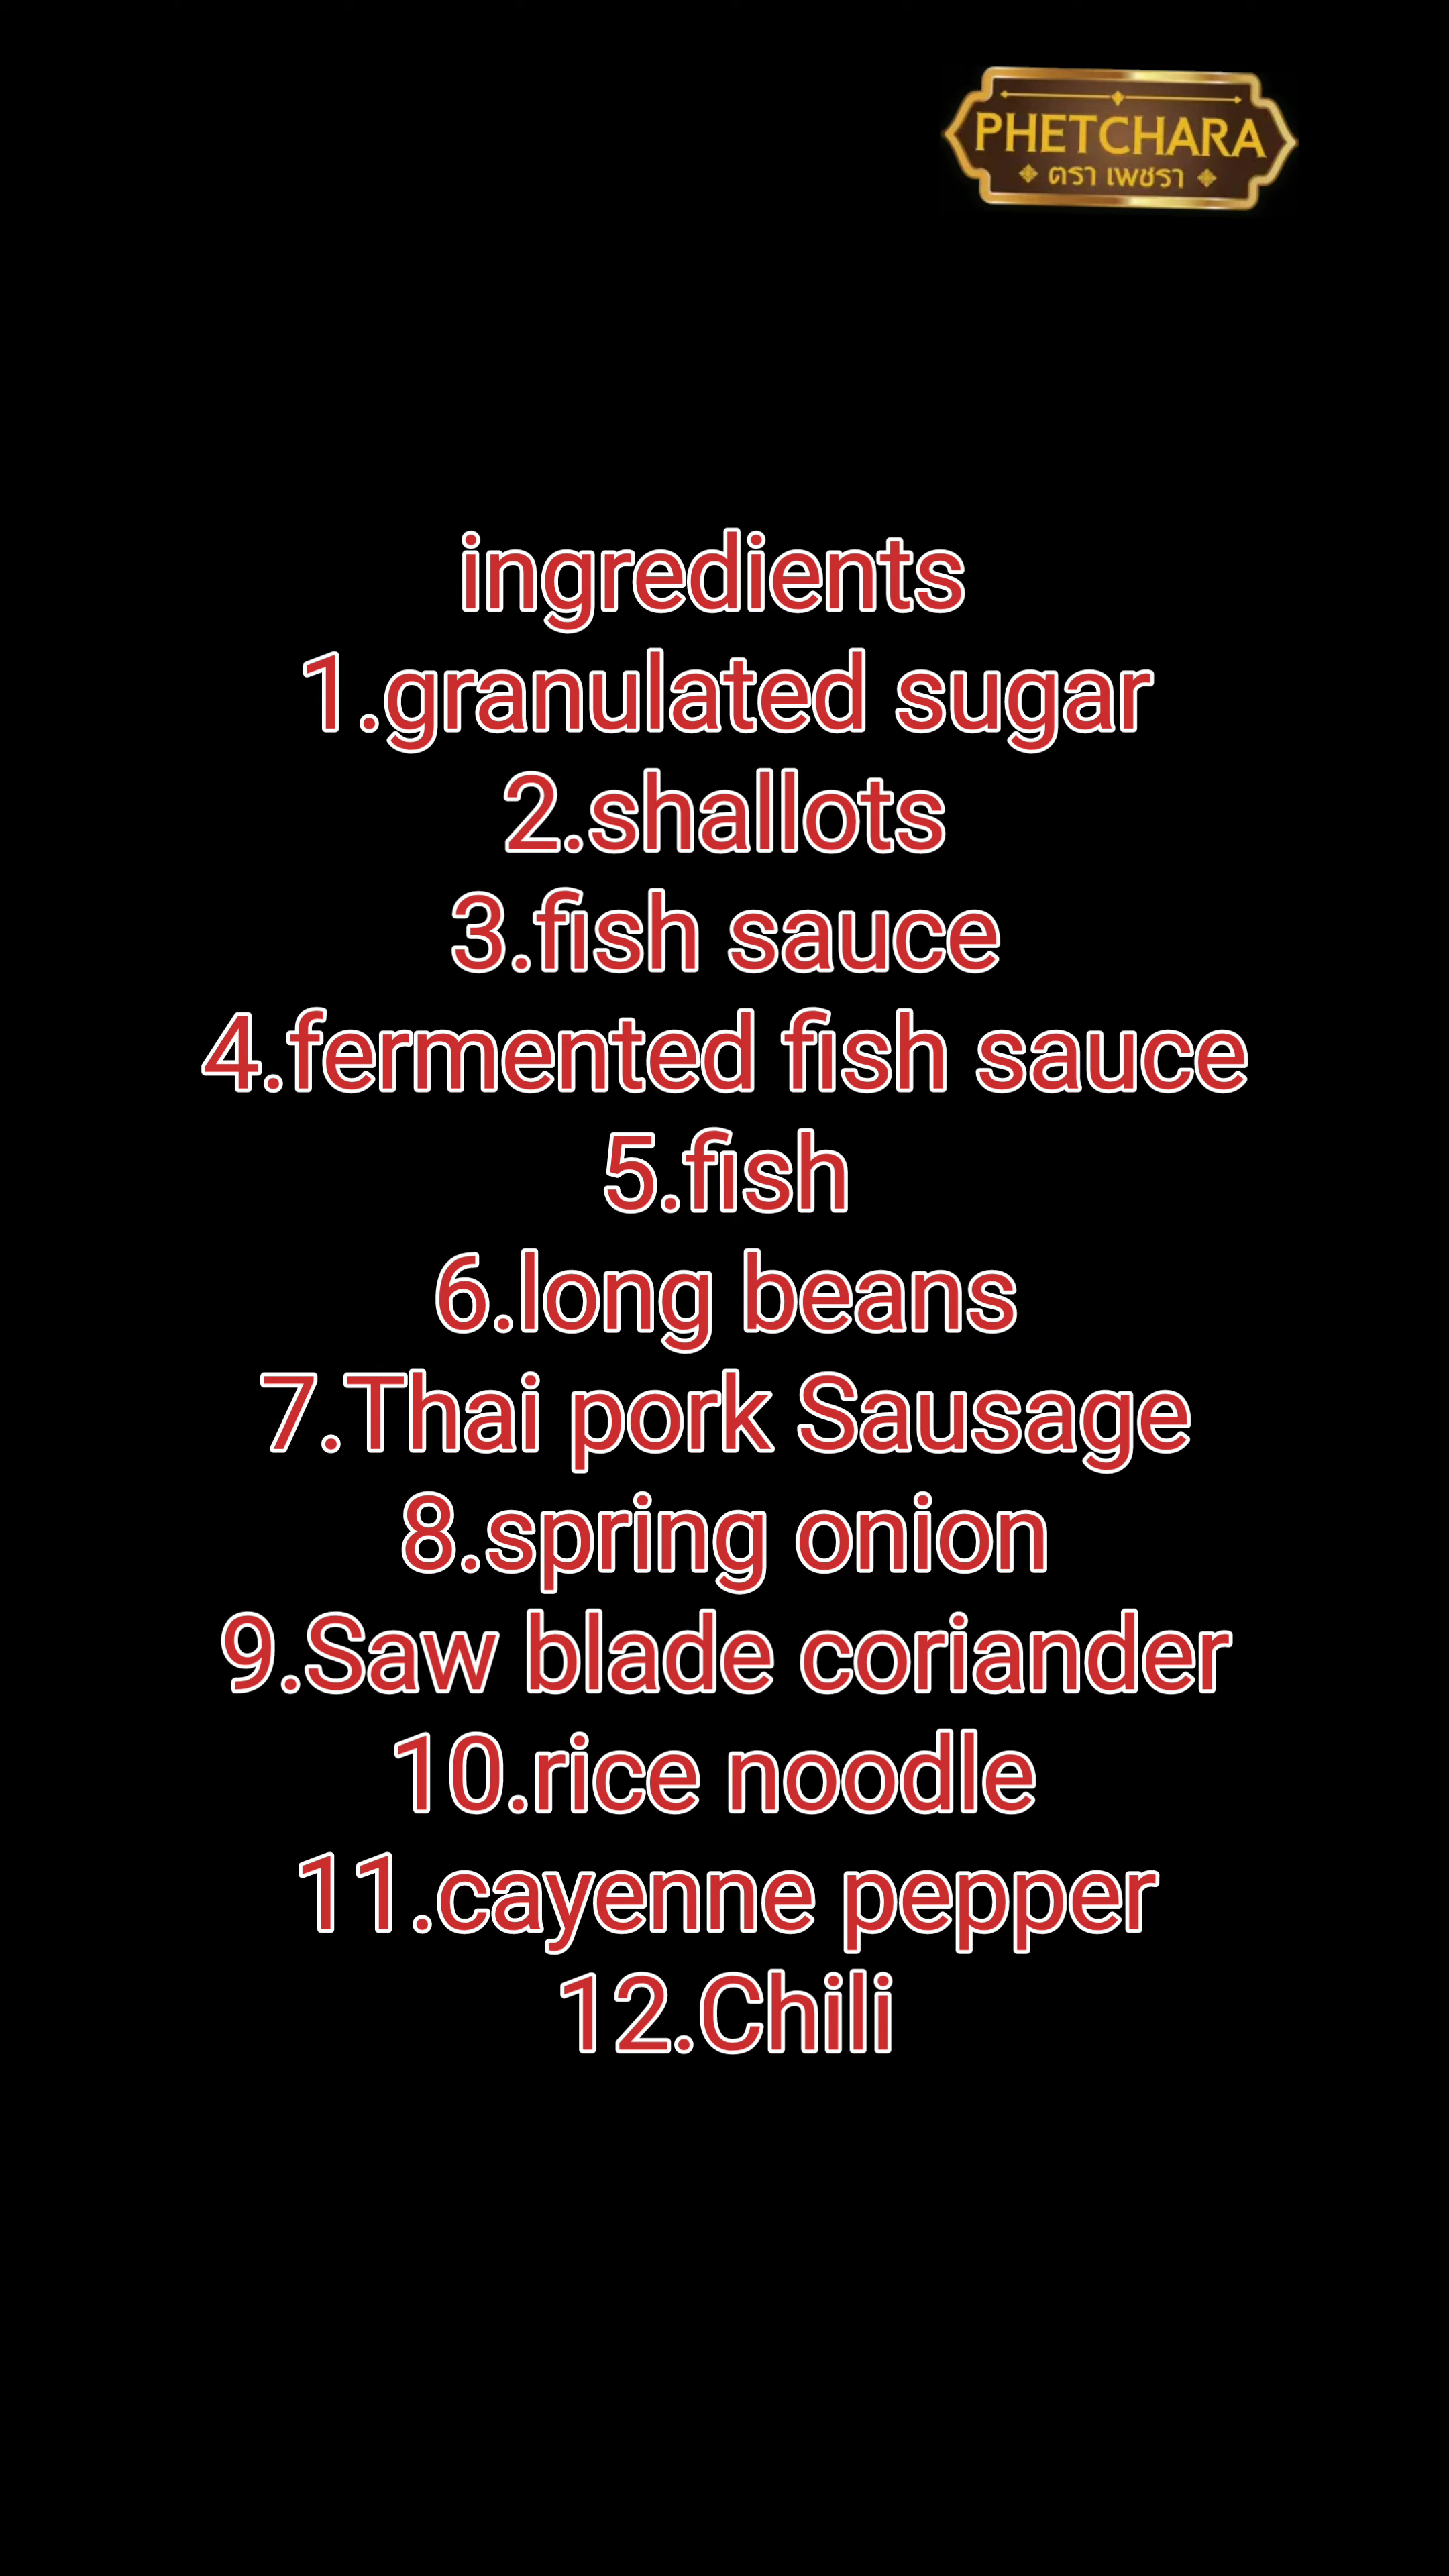 PHETCHARA
ตรา เพชรา
ingredients
1.granulated sugar
2.shallots
3.fish sauce
4.fermented fish sauce
5.fish
6.long beans
7.Thai pork Sausage
8.spring onion
9.Saw blade coriander
10.rice noodle
11.cayenne pepper
12.Chili